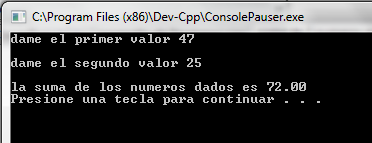 C:\Program Files (x86)\Dev-Cpp\ConsolePauser.exe
dame el primer valor 47
dame el segundo valor 25
la suma de los numeros dados es 72.00
Presione una tecla para continuar . . .